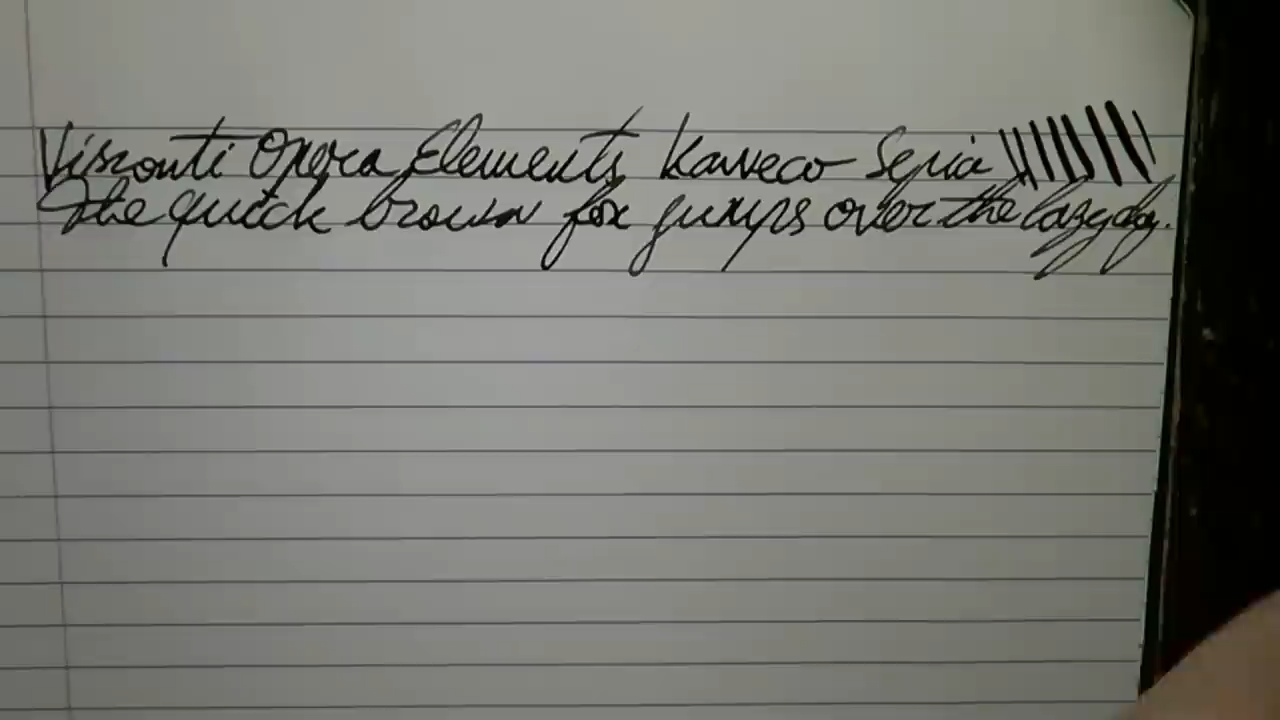 Visconti Opera Elements Kaweco Sepia
The quick brown fox jumps over the lazy dog.